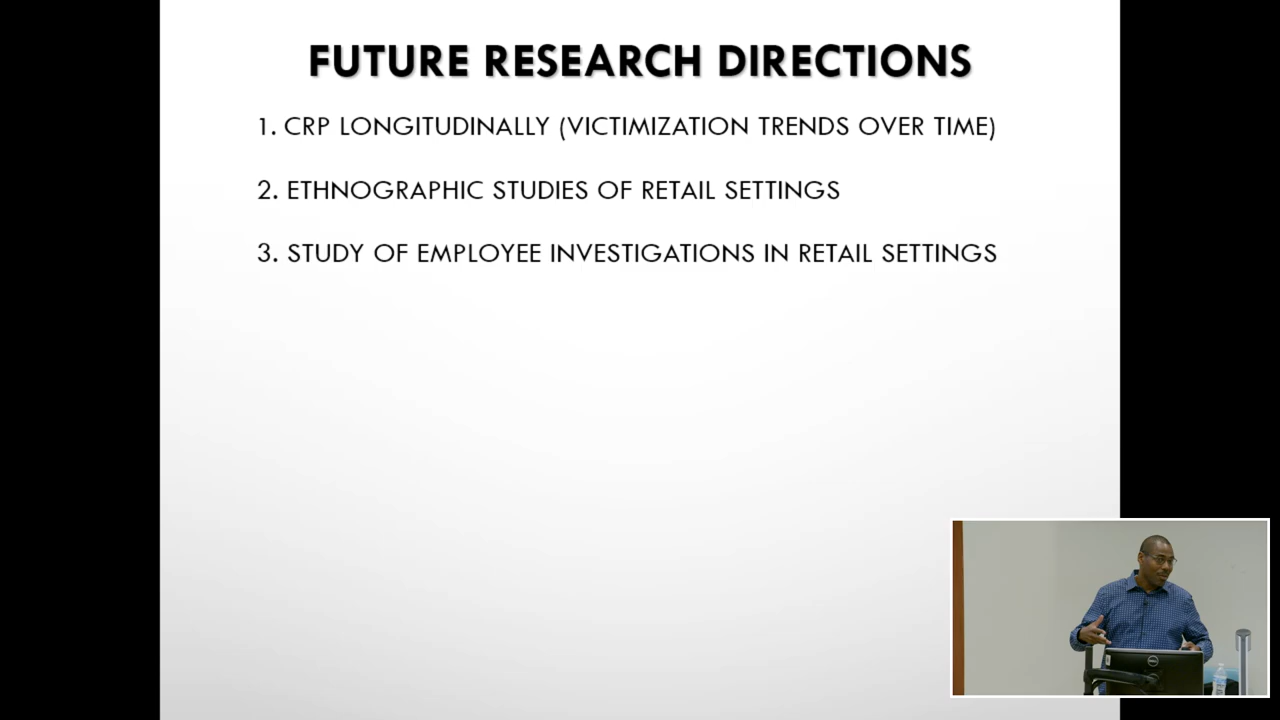 FUTURE RESEARCH DIRECTIONS
1. CRP LONGITUDINALLY (VICTIMIZATION TRENDS OVER TIME)
2. ETHNOGRAPHIC STUDIES OF RETAIL SETTINGS
3. STUDY OF EMPLOYEE INVESTIGATIONS IN RETAIL SETTINGS